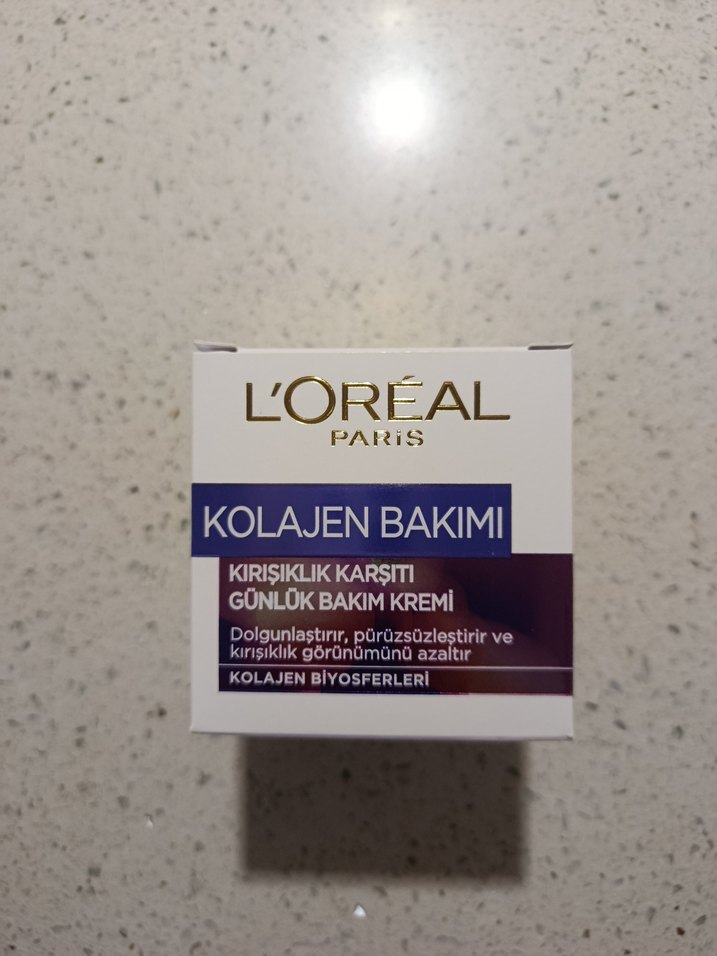 L'ORÉAL
PARiS
KOLAJEN BAKIMI
KIRIŞIKLIK KARŞITI
GÜNLÜK BAKIM KREMİ
Dolgunlaştırır, pürüzsüzleştirir ve
kırışıklık görünümünü azaltır
KOLAJEN BİYOSFERLERİ